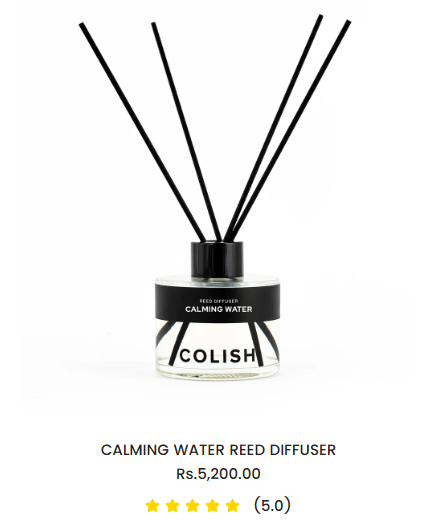 REED DIFFUSER
CALMING WATER
COLISH
CALMING WATER REED DIFFUSER
Rs.5,200.00
(5.0)